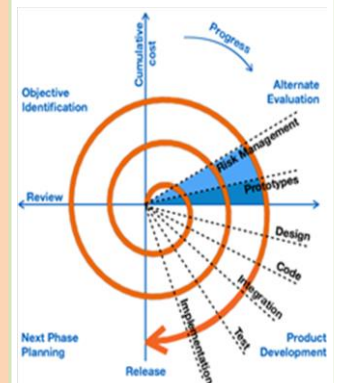 Cumulative
cost
Progress
Objective
Identification
Alternate
Evaluation
Risk Management
Prototypes
Review
Design
Code
Integration
Test
Implementation
Next Phase
Planning
Product
Development
Release